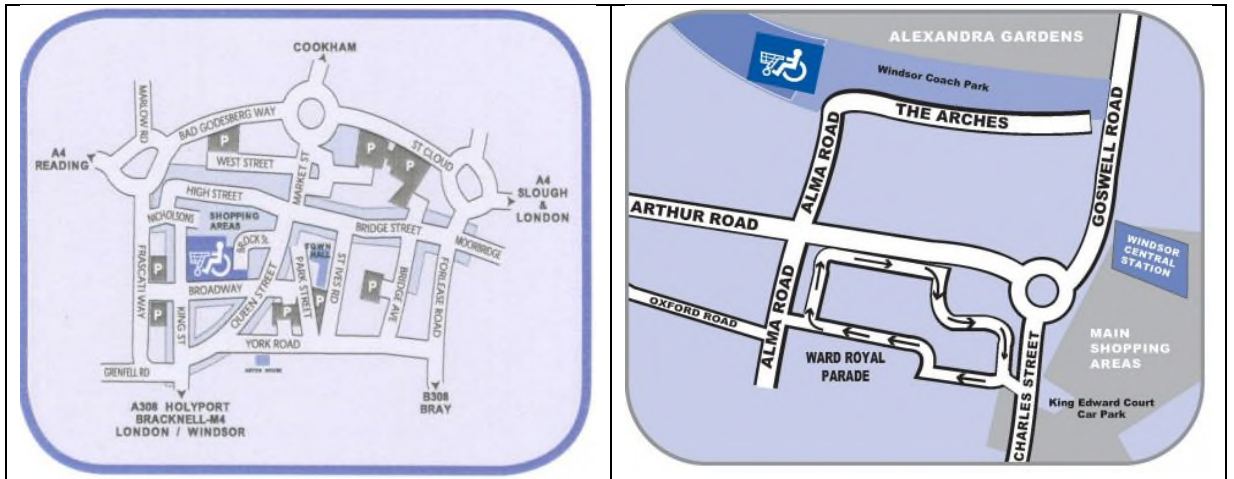 COOKHAM
MARLOW RD
BAD GODESBERG WAY
P
P
P
ST CLOUD
A4
READING
WEST STREET
MARKET ST
A4
SLOUGH
&
LONDON
HIGH STREET
NICHOLSONS
SHOPPING
AREAS
BRIDGE STREET
MOORBRIDGE
BROCK St.
TOWN
HALL
FRASCATI WAY
P
PARK STREET
ST IVES RD
P
BRIDGE AVE
FORLEASE ROAD
BROADWAY
QUEEN STREET
P
KING ST
P
P
YORK ROAD
GRENFELL RD
A308 HOLYPORT
BRACKNELL-M4
LONDON / WINDSOR
B308
BRAY
ALEXANDRA GARDENS
Windsor Coach Park
THE ARCHES
ALMA ROAD
GOSWELL ROAD
ARTHUR ROAD
WINDSOR
CENTRAL
STATION
OXFORD ROAD
ALMA ROAD
WARD ROYAL
PARADE
MAIN
SHOPPING
AREAS
CHARLES STREET
King Edward Court
Car Park